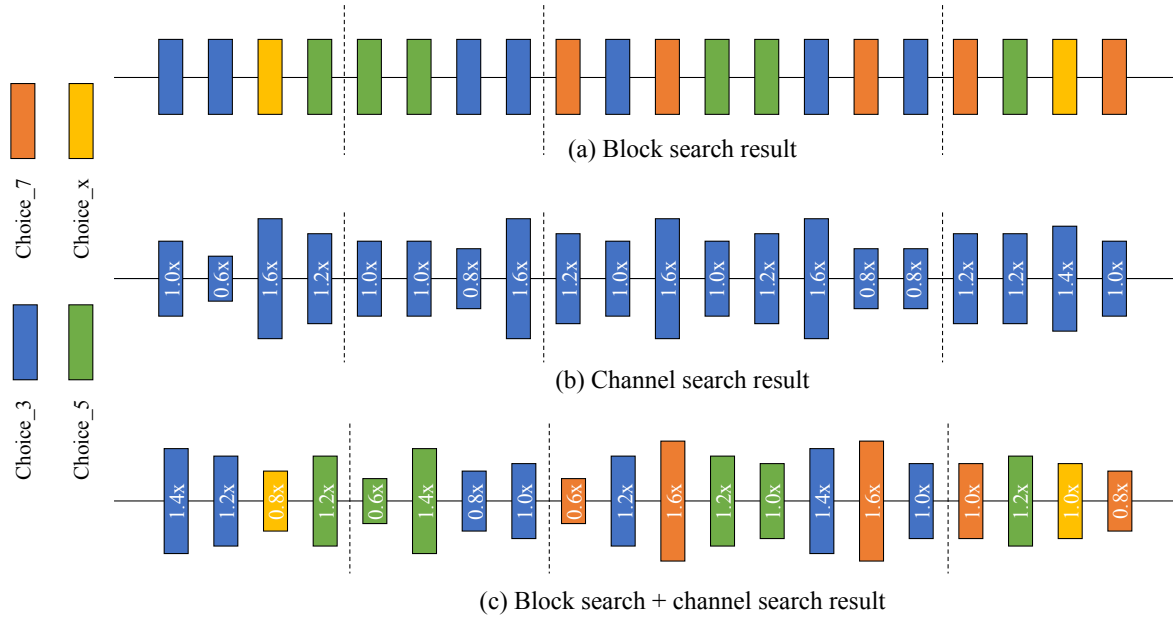 Choice_7
Choice_x
Choice_3
Choice_5
(a) Block search result
1.0x
0.6x
1.6x
1.2x
1.0x
1.0x
0.8x
1.6x
1.2x
1.0x
1.6x
1.0x
1.2x
1.6x
0.8x
0.8x
1.2x
1.2x
1.4x
1.0x
(b) Channel search result
1.4x
1.2x
0.8x
1.2x
0.6x
1.4x
0.8x
1.0x
0.6x
1.2x
1.6x
1.2x
1.0x
1.4x
1.6x
1.0x
1.0x
1.2x
1.0x
0.8x
(c) Block search + channel search result